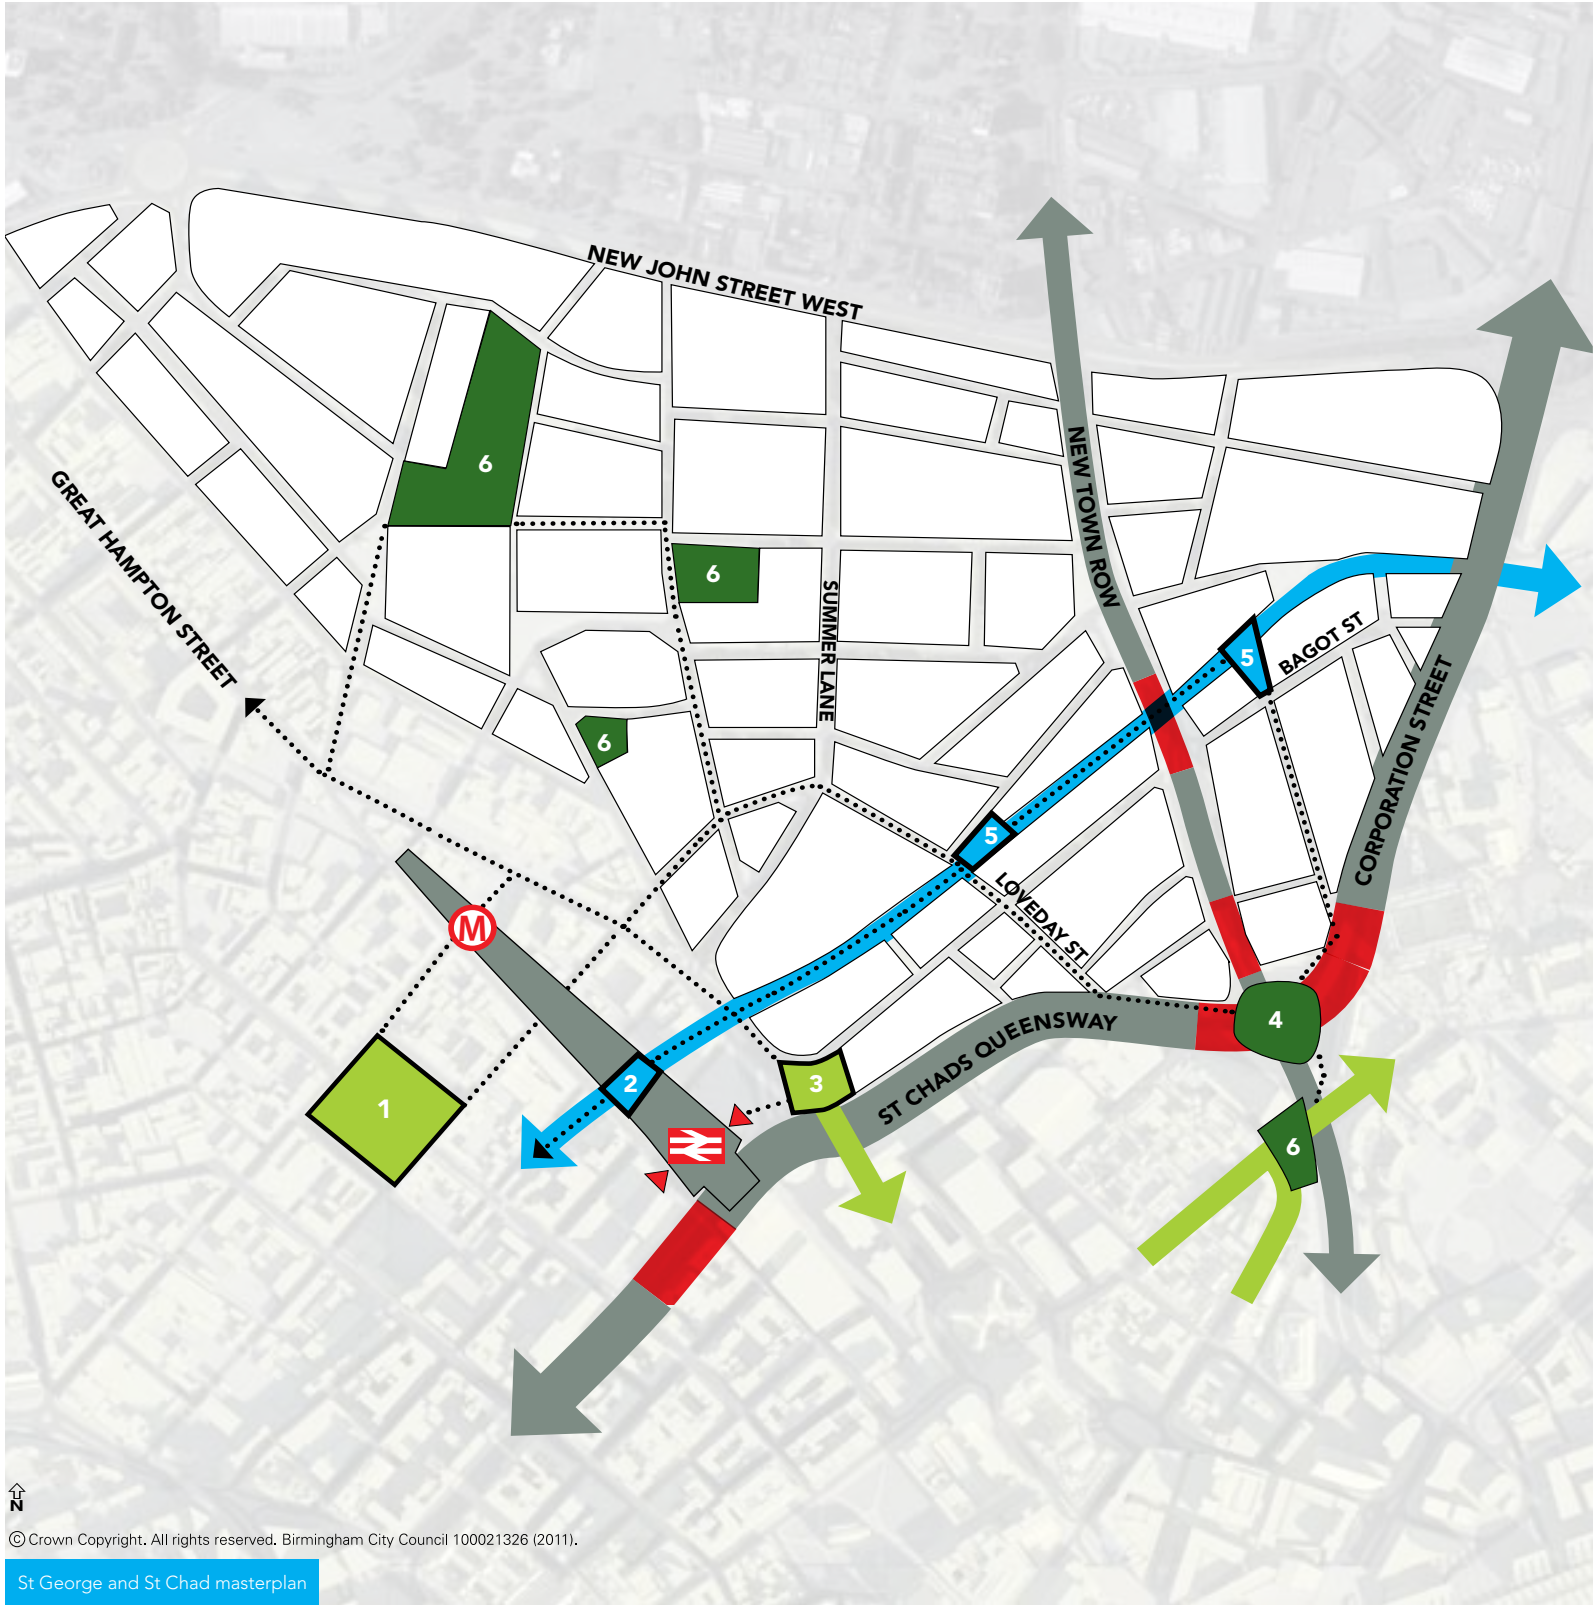 NEW JOHN STREET WEST
6
GREAT HAMPTON STREET
NEW TOWN ROW
6
SUMMER LANE
BAGOT ST
5
6
CORPORATION STREET
5
LOVEDAY ST
M
4
ST CHADS QUEENSWAY
2
3
1
6
N
© Crown Copyright. All rights reserved. Birmingham City Council 100021326 (2011).
St George and St Chad masterplan